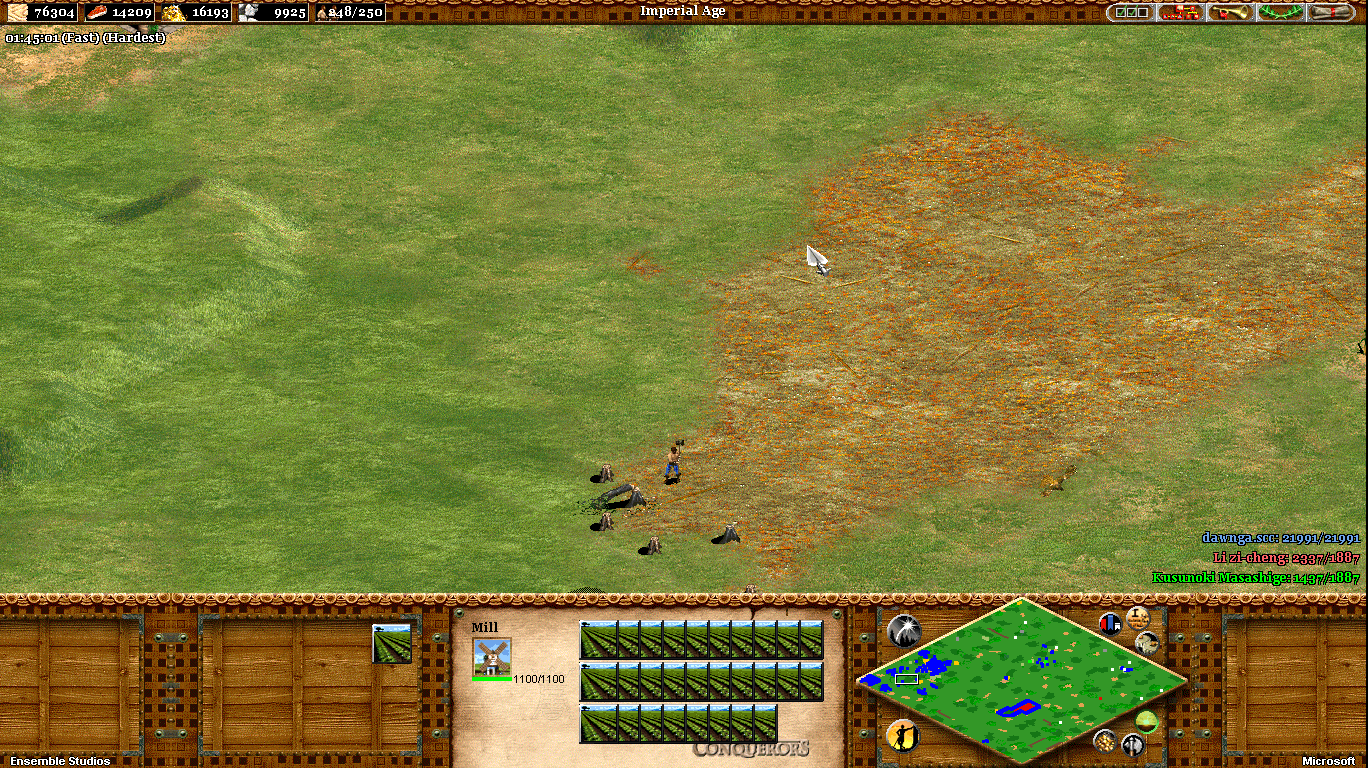 76304 14209 16193 9925 248/250 Imperial Age
01:45:01 (Fast) (Hardest)
dawnga.scc: 21991/21991
Li zi-cheng: 2337/1887
Kusunoki Masashige: 1437/1887
Mill
1100/1100
CONQUERORS
Ensemble Studios Microsoft